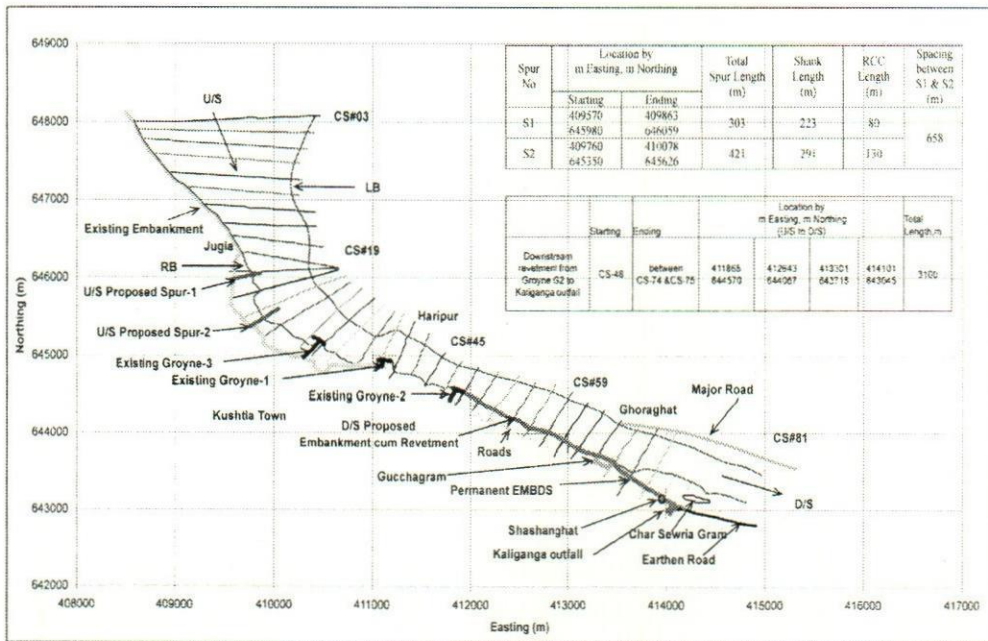 649000
648000
647000
646000
645000
644000
643000
642000
Northing (m)
408000 409000 410000 411000 412000 413000 414000 415000 416000 417000
Easting (m)
Spur No
Location by m Easting, m Northing
Starting Ending
Total Spur Length (m)
Shank Length (m)
RCC Length (m)
Spacing between S1 & S2 (m)
S1 409570 409863 303 223 80
645980 646059
658
S2 409760 410078 421 291 130
645350 645626
Starting Ending
Location by
m Easting, m Northing
(U/S to D/S)
Total Length,m
Downstream revetment from Groyne G2 to Kaliganga outfall
CS-48
between CS-74 &CS-75
411865 412643 413301 414101
644570 644067 643645
3100
U/S
CS#03
LB
Existing Embankment
Jugia
CS#19
RB
U/S Proposed Spur-1
Haripur
U/S Proposed Spur-2
CS#45
Existing Groyne-3
Existing Groyne-1
CS#59
Existing Groyne-2
Ghoraghat
Major Road
Kushtia Town
D/S Proposed
Embankment cum Revetment
CS#81
Roads
Gucchagram
Permanent EMBDS
D/S
Shashanghat
Char Sewria Gram
Kaliganga outfall
Earthen Road